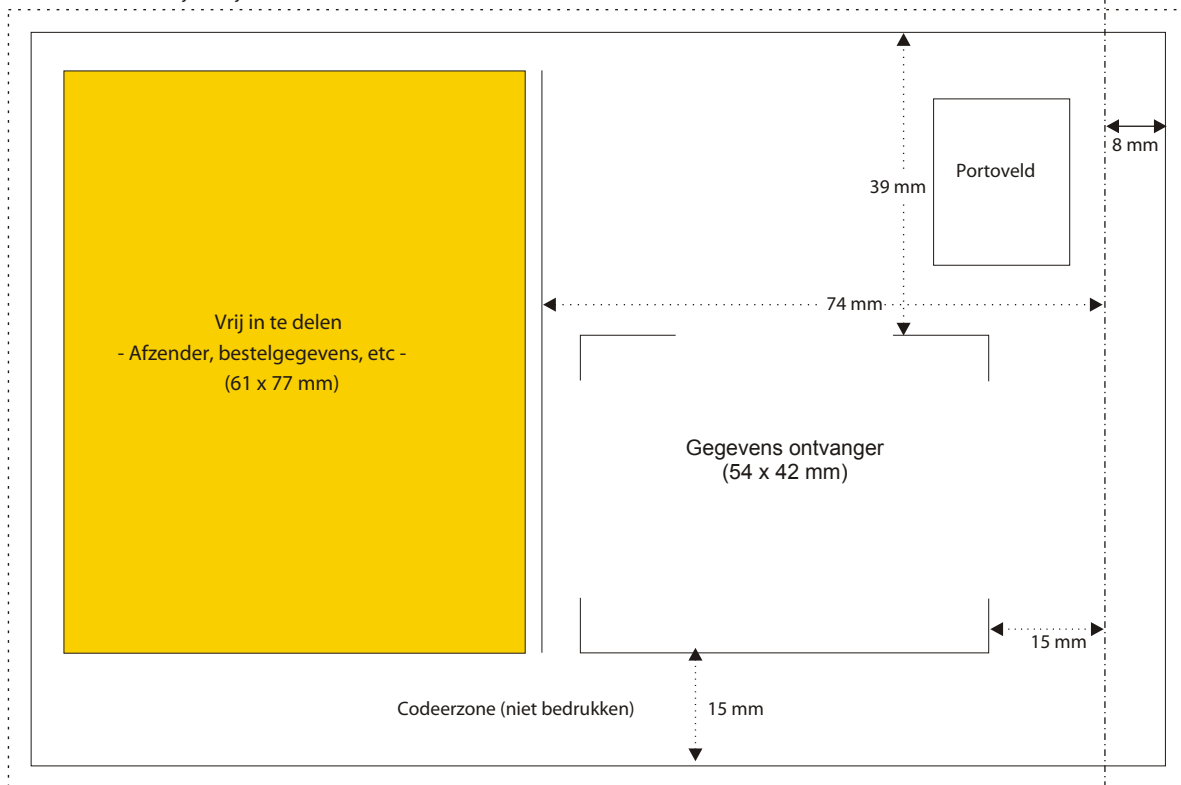 8 mm
Portoveld
39 mm
74 mm
Vrij in te delen
- Afzender, bestelgegevens, etc -
(61 x 77 mm)
Gegevens ontvanger
(54 x 42 mm)
15 mm
Codeerzone (niet bedrukken)
15 mm